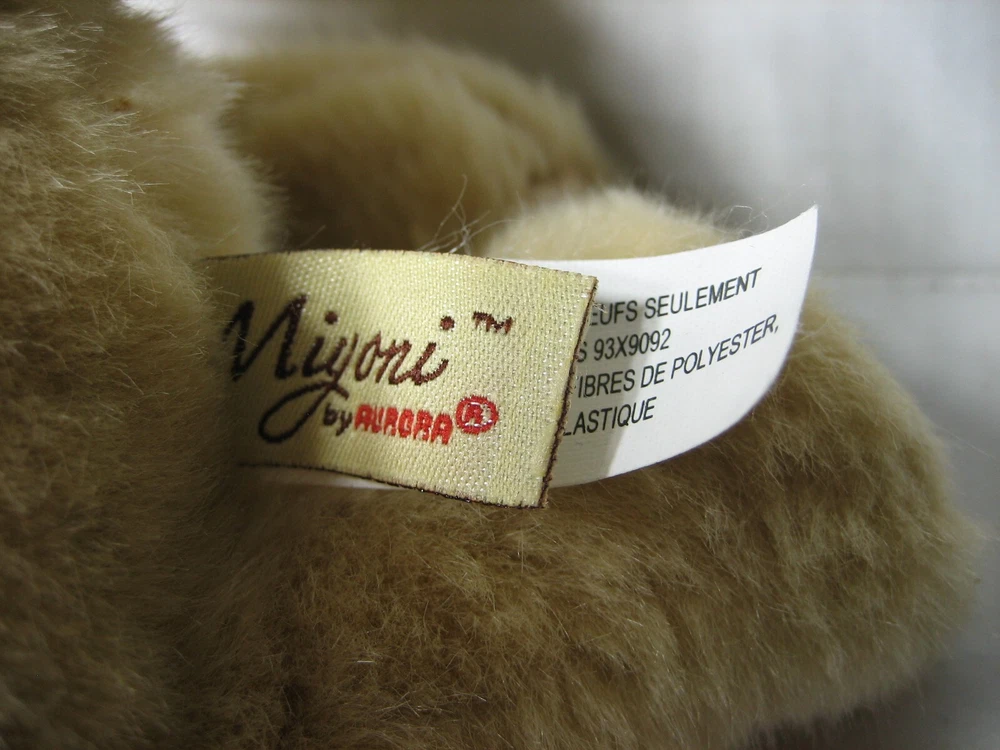 Miyoni™
by AURORA®
EUFS SEULEMENT
S 93X9092
IBRES DE POLYESTER,
LASTIQUE